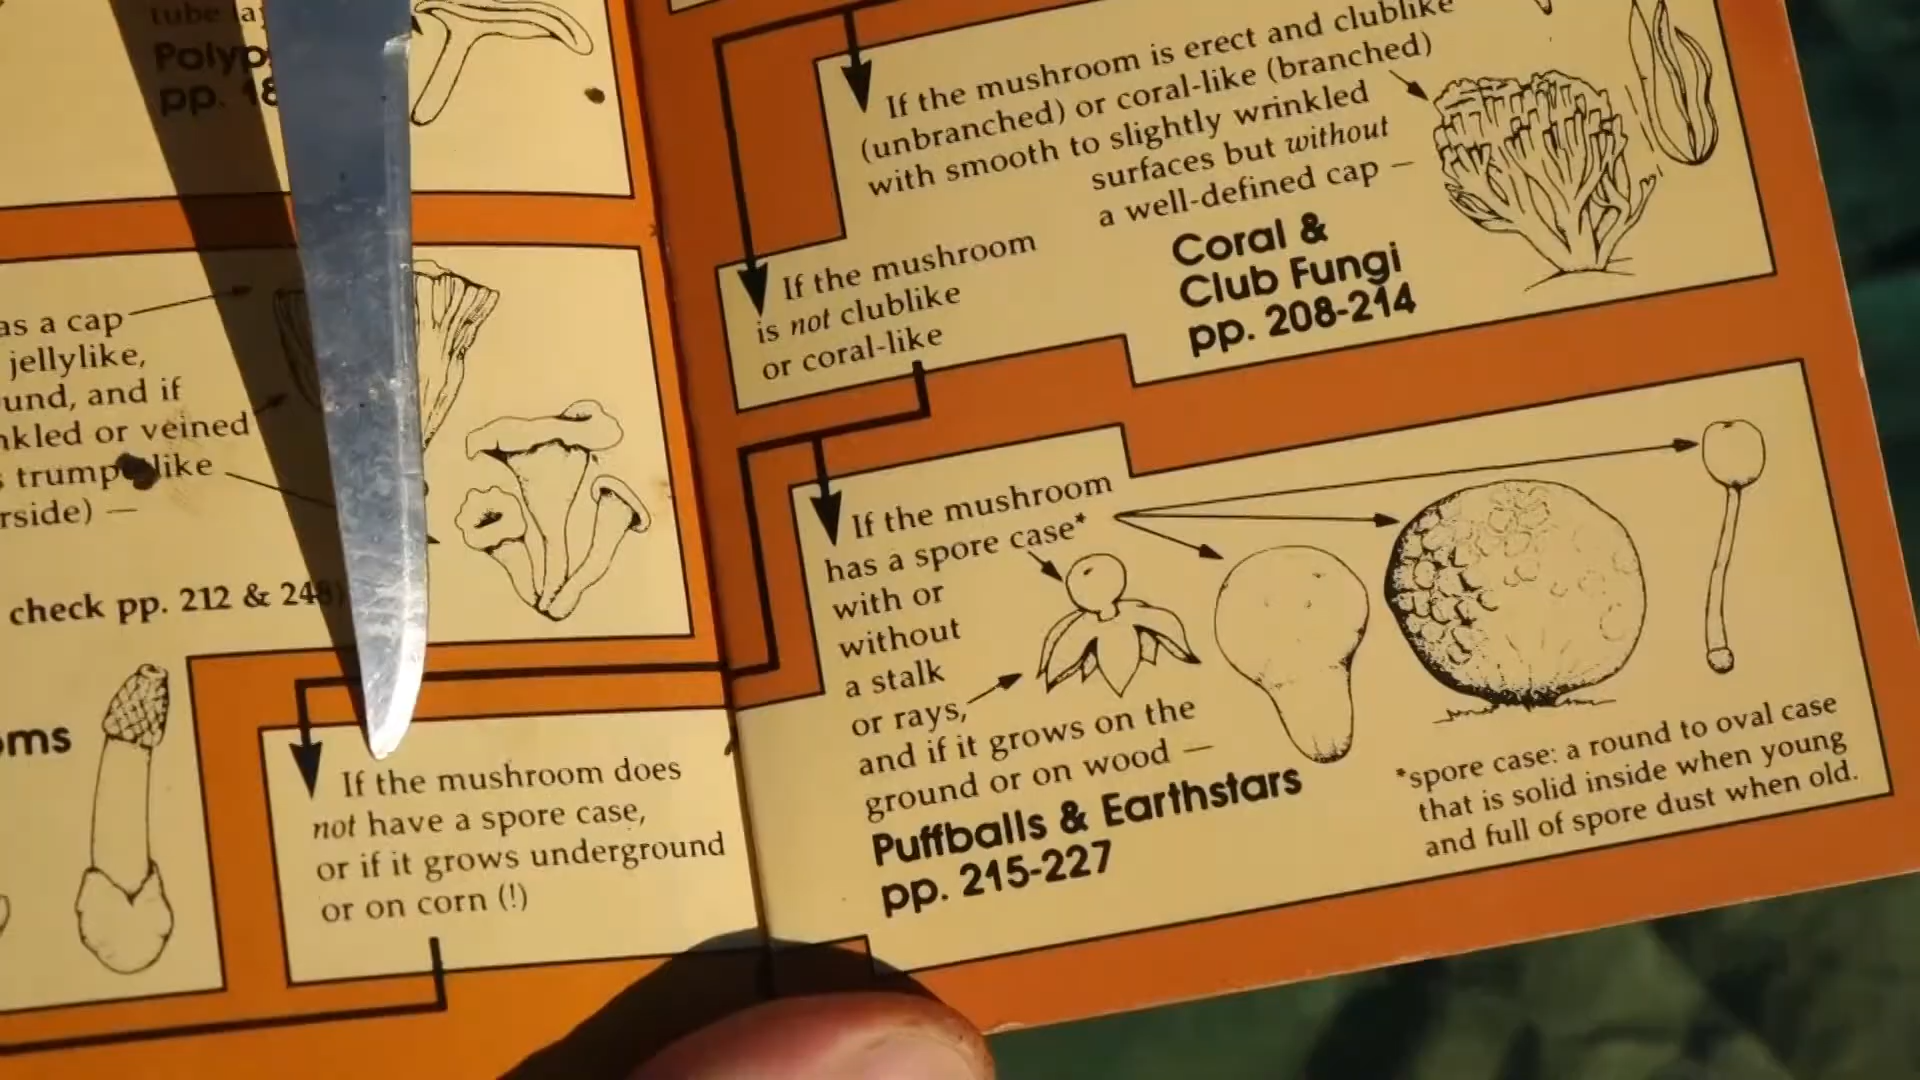 tube
Polyp
pp. 18
as a cap
jellylike,
und, and if
nkled or veined
like
rside) —
check pp. 212 & 248)
oms
If the mushroom does
not have a spore case,
or if it grows underground
or on corn (!)
If the mushroom is erect and clublike
(unbranched) or coral-like (branched)
with smooth to slightly wrinkled
surfaces but without
a well-defined cap —
Coral &
Club Fungi
pp. 208-214
If the mushroom
is not clublike
or coral-like
If the mushroom
has a spore case*
with or
without
a stalk
or rays,
and if it grows on the
ground or on wood —
Puffballs & Earthstars
pp. 215-227
*spore case: a round to oval case
that is solid inside when young
and full of spore dust when old.